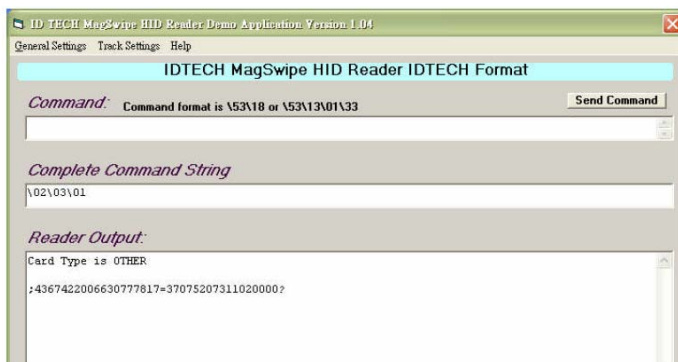 ID TECH MagSwipe HID Reader Demo Application Version 1.04
General Settings Track Settings Help
IDTECH MagSwipe HID Reader IDTECH Format
Command: Command format is \53\18 or \53\13\01\33 Send Command
Complete Command String
\02\03\01
Reader Output:
Card Type is OTHER
;4367422006630777817=37075207311020000?